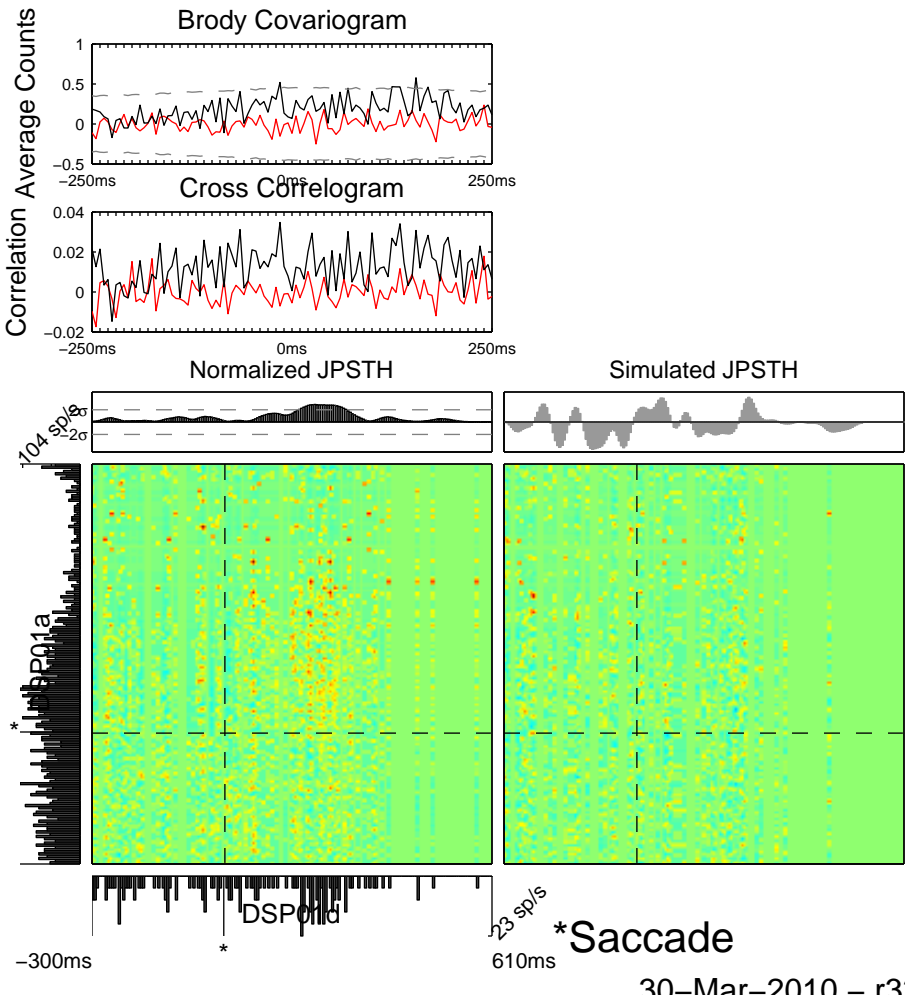 Brody Covariogram
Average Counts
1
0.5
0
−0.5
−250ms
0ms
250ms
Cross Correlogram
Correlation
0.04
0.02
0
−0.02
−250ms
0ms
250ms
Normalized JPSTH
Simulated JPSTH
104 sp/s
−2σ
DSP01a
*
DSP01d
*
23 sp/s
−300ms
610ms
*Saccade
30−Mar−2010 −